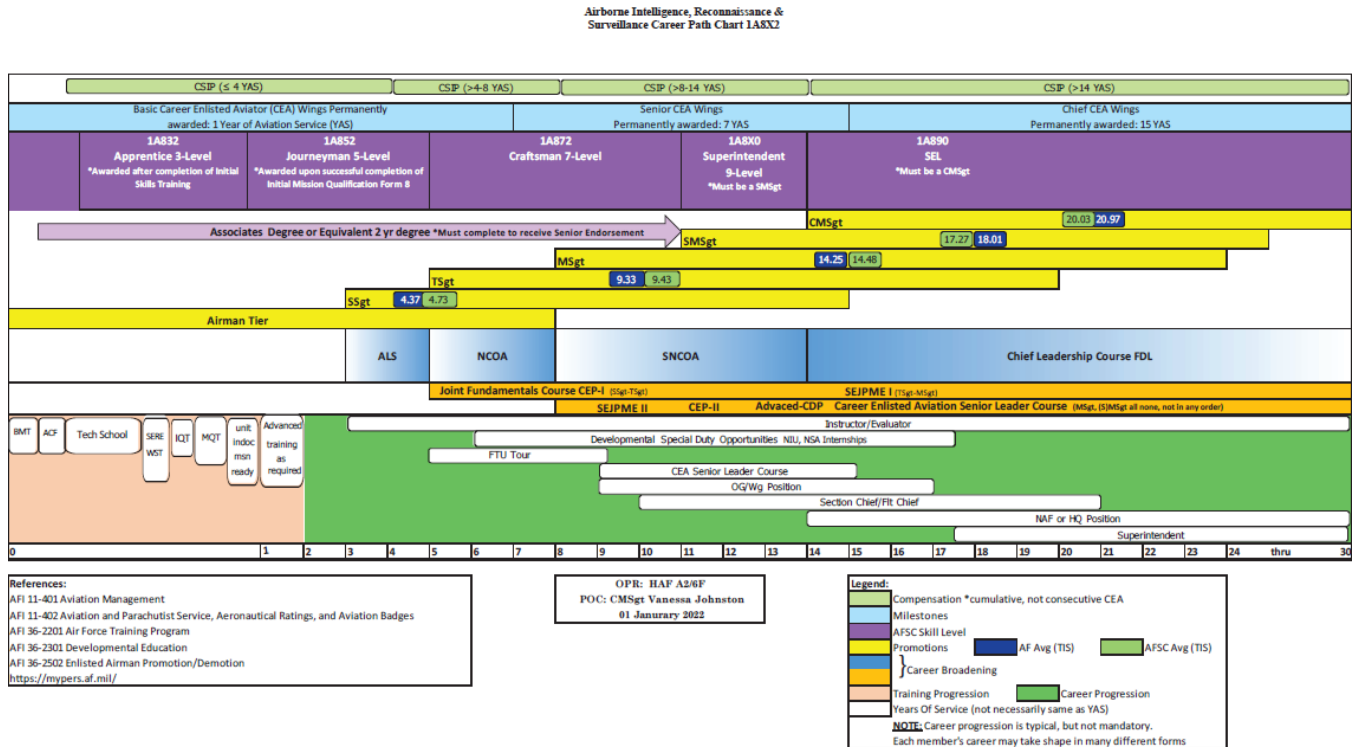 Airborne Intelligence, Reconnaissance &
Surveillance Career Path Chart 1A8X2
CSIP (≤ 4 YAS)
CSIP (>4-8 YAS)
CSIP (>8-14 YAS)
CSIP (>14 YAS)
Basic Career Enlisted Aviator (CEA) Wings Permanently
awarded: 1 Year of Aviation Service (YAS)
Senior CEA Wings
Permanently awarded: 7 YAS
Chief CEA Wings
Permanently awarded: 15 YAS
1A832
Apprentice 3-Level
*Awarded after completion of Initial
Skills Training
1A852
Journeyman 5-Level
*Awarded upon successful completion of
Initial Mission Qualification Form 8
1A872
Craftsman 7-Level
1A8X0
Superintendent
9-Level
*Must be a SMSgt
1A890
SEL
*Must be a CMSgt
CMSgt
20.03
20.97
Associates Degree or Equivalent 2 yr degree *Must complete to receive Senior Endorsement
SMSgt
17.27
18.01
MSgt
14.25
14.48
TSgt
9.33
9.43
SSgt
4.37
4.73
Airman Tier
ALS
NCOA
SNCOA
Chief Leadership Course FDL
Joint Fundamentals Course CEP-I (SSgt-TSgt)
SEJPME I (TSgt-MSgt)
SEJPME II
CEP-II
Advaced-CDP
Career Enlisted Aviation Senior Leader Course (MSgt, (S)MSgt all none, not in any order)
BMT
ACF
Tech School
SERE
WST
IQT
MQT
unit
indoc
msn
ready
Advanced
training
as
required
Instructor/Evaluator
Developmental Special Duty Opportunities NIU, NSA Internships
FTU Tour
CEA Senior Leader Course
OG/Wg Position
Section Chief/Flt Chief
NAF or HQ Position
Superintendent
0 1 2 3 4 5 6 7 8 9 10 11 12 13 14 15 16 17 18 19 20 21 22 23 24 thru 30
References:
AFI 11-401 Aviation Management
AFI 11-402 Aviation and Parachutist Service, Aeronautical Ratings, and Aviation Badges
AFI 36-2201 Air Force Training Program
AFI 36-2301 Developmental Education
AFI 36-2502 Enlisted Airman Promotion/Demotion
https://mypers.af.mil/
OPR: HAF A2/6F
POC: CMSgt Vanessa Johnston
01 Janurary 2022
Legend:
Compensation *cumulative, not consecutive CEA
Milestones
AFSC Skill Level
Promotions
AF Avg (TIS)
AFSC Avg (TIS)
}Career Broadening
Training Progression
Career Progression
Years Of Service (not necessarily same as YAS)
NOTE: Career progression is typical, but not mandatory.
Each member's career may take shape in many different forms